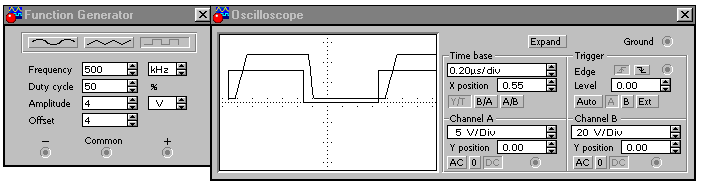 Function Generator
Frequency 500 kHz
Duty cycle 50 %
Amplitude 4 V
Offset 4
− Common +
Oscilloscope
Expand Ground
Time base
0.20µs/div
X position 0.55
Y/T B/A A/B
Trigger
Edge
Level 0.00
Auto A B Ext
Channel A
5 V/Div
Y position 0.00
AC 0 DC
Channel B
20 V/Div
Y position 0.00
AC 0 DC